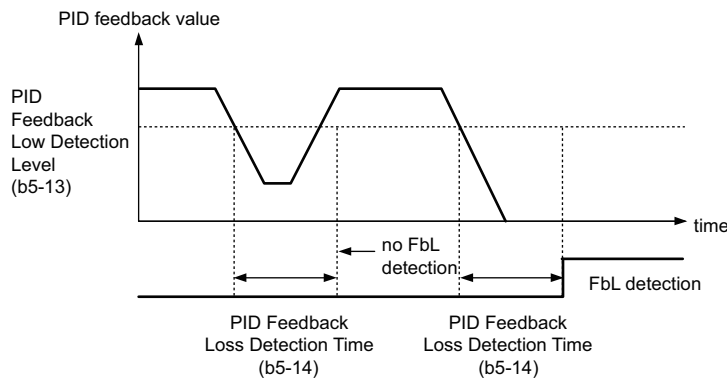 PID feedback value
PID
Feedback
Low Detection
Level
(b5-13)
time
no FbL
detection
FbL detection
PID Feedback
Loss Detection Time
(b5-14)
PID Feedback
Loss Detection Time
(b5-14)